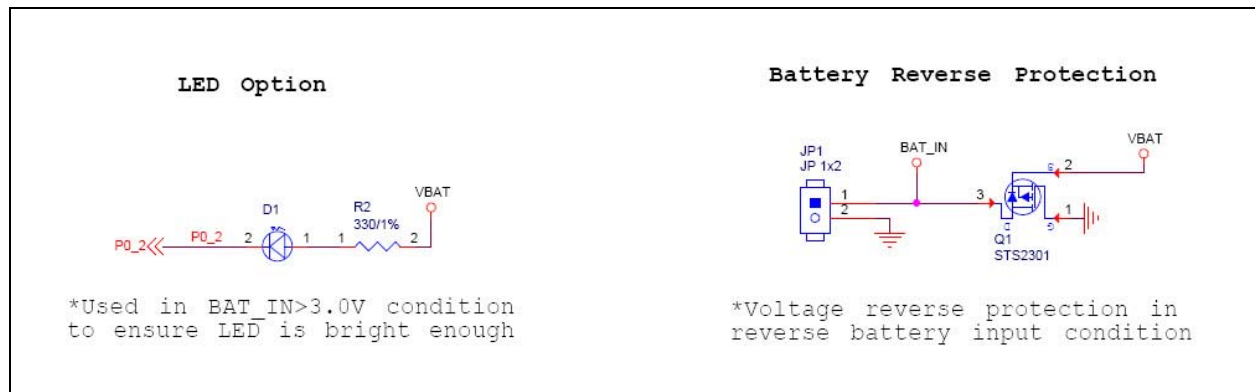 LED Option
VBAT
D1
R2
330/1%
P0_2
P0_2
2
1
1
2
*Used in BAT_IN>3.0V condition
to ensure LED is bright enough
Battery Reverse Protection
JP1
JP 1x2
BAT_IN
VBAT
1
2
3
S
2
D
G
1
Q1
STS2301
*Voltage reverse protection in
reverse battery input condition